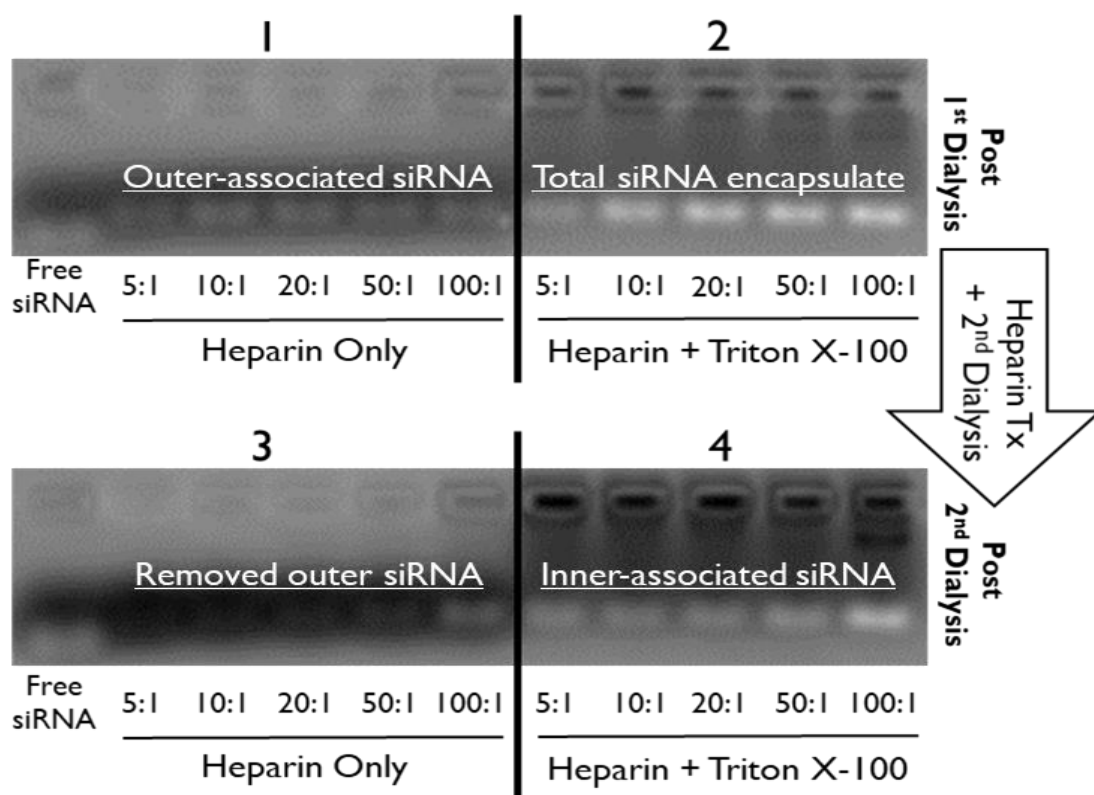 1
2
Outer-associated siRNA
Total siRNA encapsulate
Free
siRNA
5:1 10:1 20:1 50:1 100:1
5:1 10:1 20:1 50:1 100:1
Heparin Only
Heparin + Triton X-100
Post
1st Dialysis
Heparin Tx
+ 2nd Dialysis
3
4
Removed outer siRNA
Inner-associated siRNA
Free
siRNA
5:1 10:1 20:1 50:1 100:1
5:1 10:1 20:1 50:1 100:1
Heparin Only
Heparin + Triton X-100
Post
2nd Dialysis